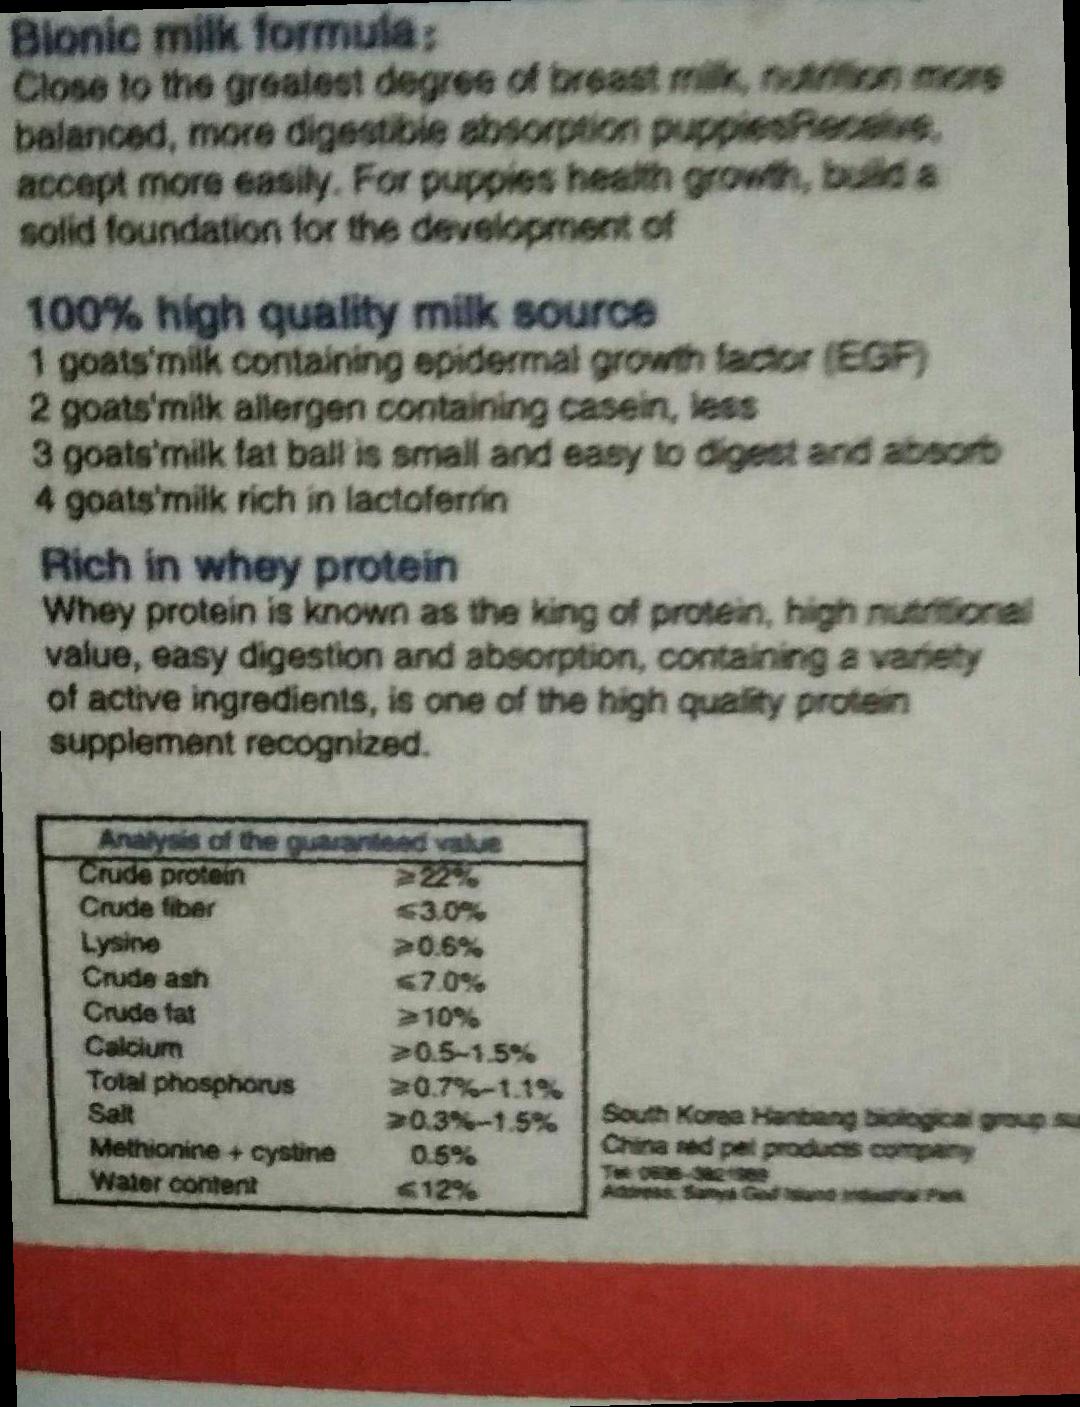 Bionic milk formula:
Close to the greatest degree of breast milk, nutrition more
balanced, more digestible absorption puppiesReceive,
accept more easily. For puppies health growth, build a
solid foundation for the development of
100% high quality milk source
1 goats'milk containing epidermal growth factor (EGF)
2 goats'milk allergen containing casein, less
3 goats'milk fat ball is small and easy to digest and absorb
4 goats'milk rich in lactoferrin
Rich in whey protein
Whey protein is known as the king of protein, high nutritional
value, easy digestion and absorption, containing a variety
of active ingredients, is one of the high quality protein
supplement recognized.
Analysis of the guaranteed value
Crude protein ≥22%
Crude fiber ≤3.0%
Lysine ≥0.6%
Crude ash ≤7.0%
Crude fat ≥10%
Calcium ≥0.5-1.5%
Total phosphorus ≥0.7%-1.1%
Salt ≥0.3%-1.5%
Methionine + cystine 0.5%
Water content ≤12%
South Korea Hanbang biological group
China red pet products company
Tel:
Address: Sanya God Island Industrial Park